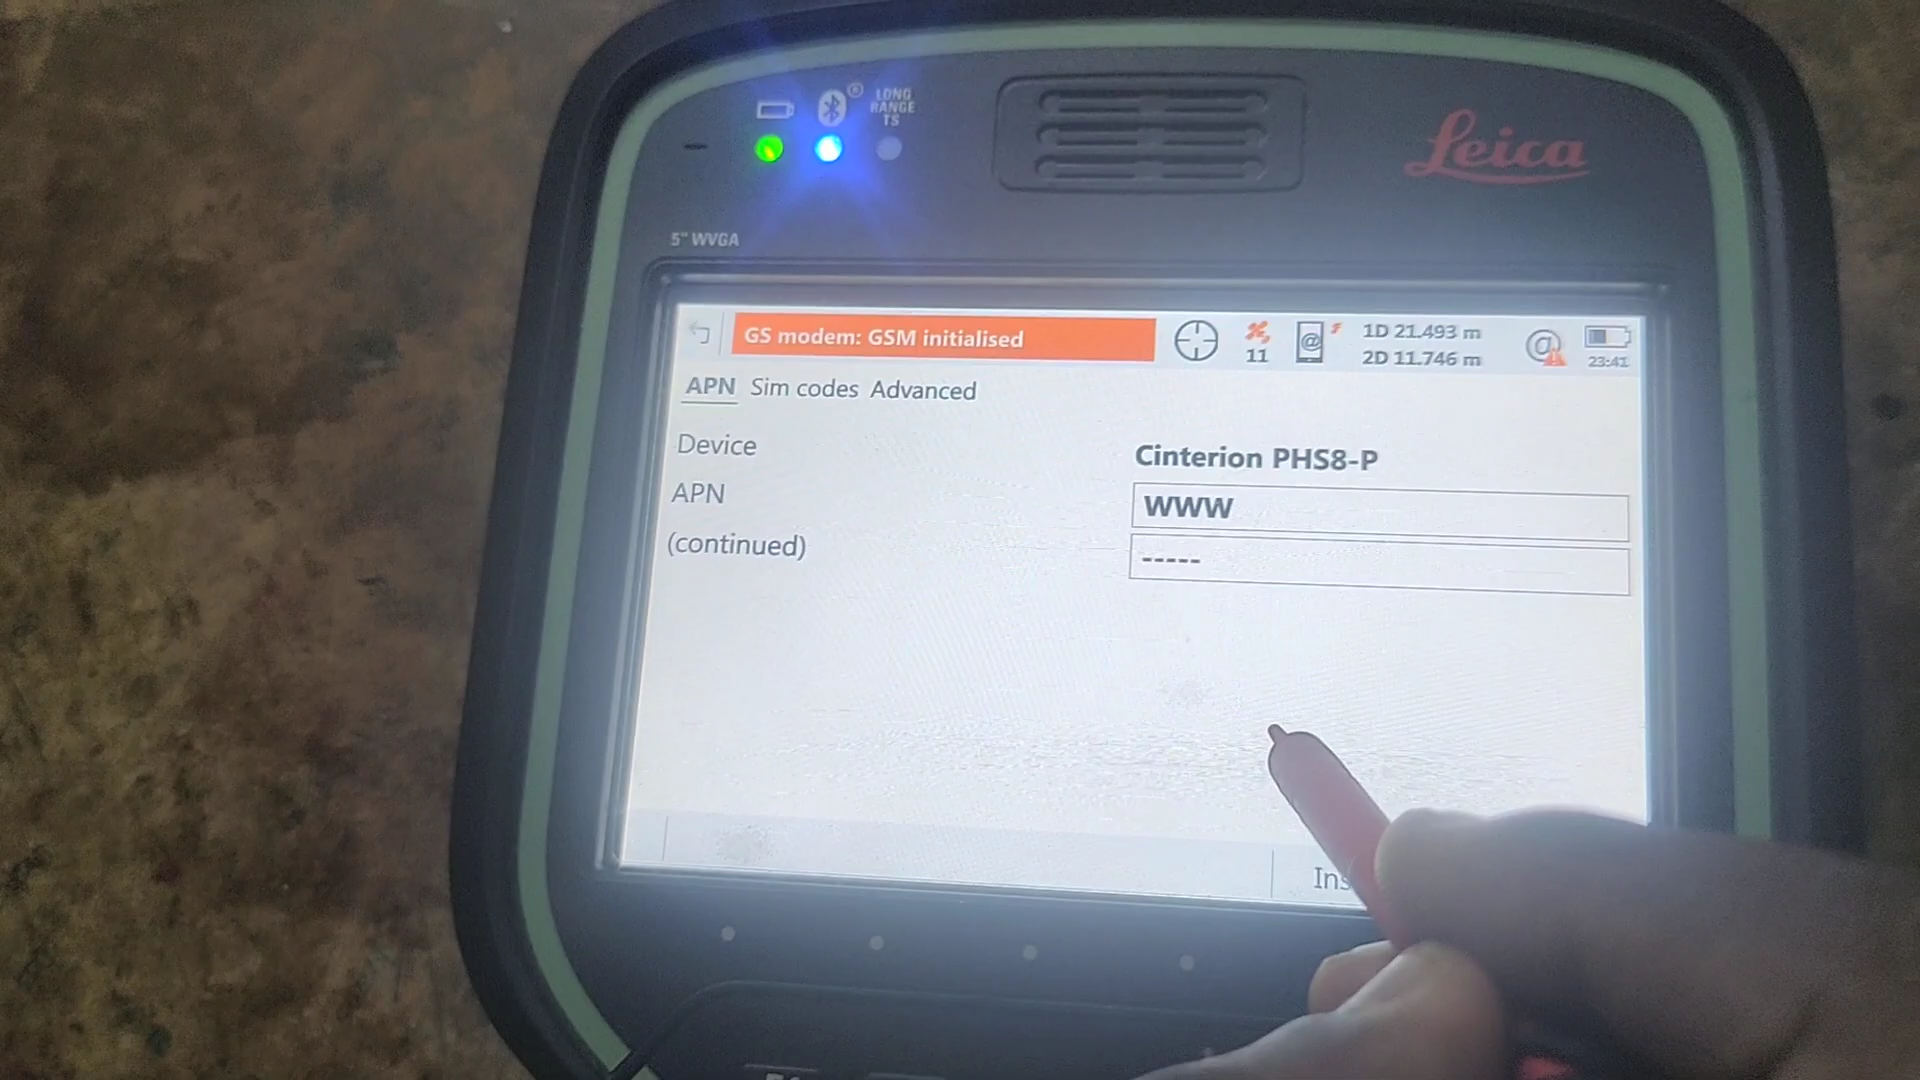 LONG
RANGE
TS
Leica
5" WVGA
GS modem: GSM initialised
11
1D 21.493 m
2D 11.746 m
23:41
APN Sim codes Advanced
Device
Cinterion PHS8-P
APN
WWW
(continued)
-----